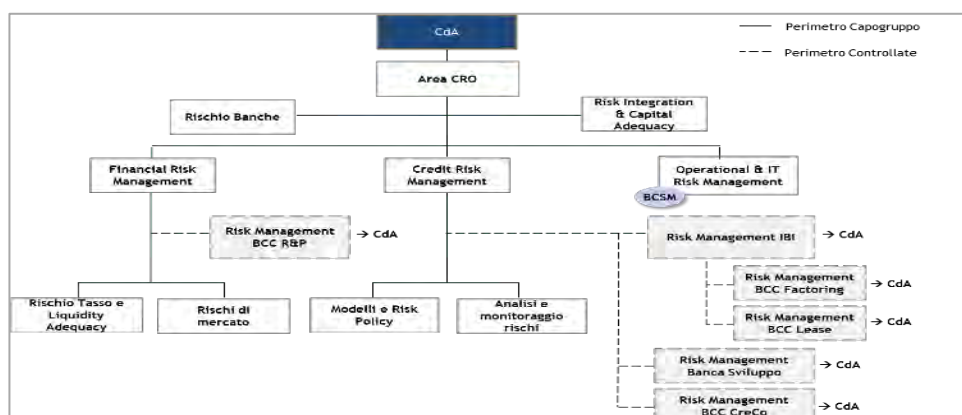 CdA
Perimetro Capogruppo
Perimetro Controllate
Area CRO
Rischio Banche
Risk Integration
& Capital
Adequacy
Financial Risk
Management
Credit Risk
Management
Operational & IT
Risk Management
BCSM
Risk Management
BCC R&P
→ CdA
Risk Management IBI
→ CdA
Risk Management
BCC Factoring
→ CdA
Rischio Tasso e
Liquidity
Adequacy
Rischi di
mercato
Modelli e Risk
Policy
Analisi e
monitoraggio
rischi
Risk Management
BCC Lease
→ CdA
Risk Management
Banca Sviluppo
→ CdA
Risk Management
BCC CreCo
→ CdA